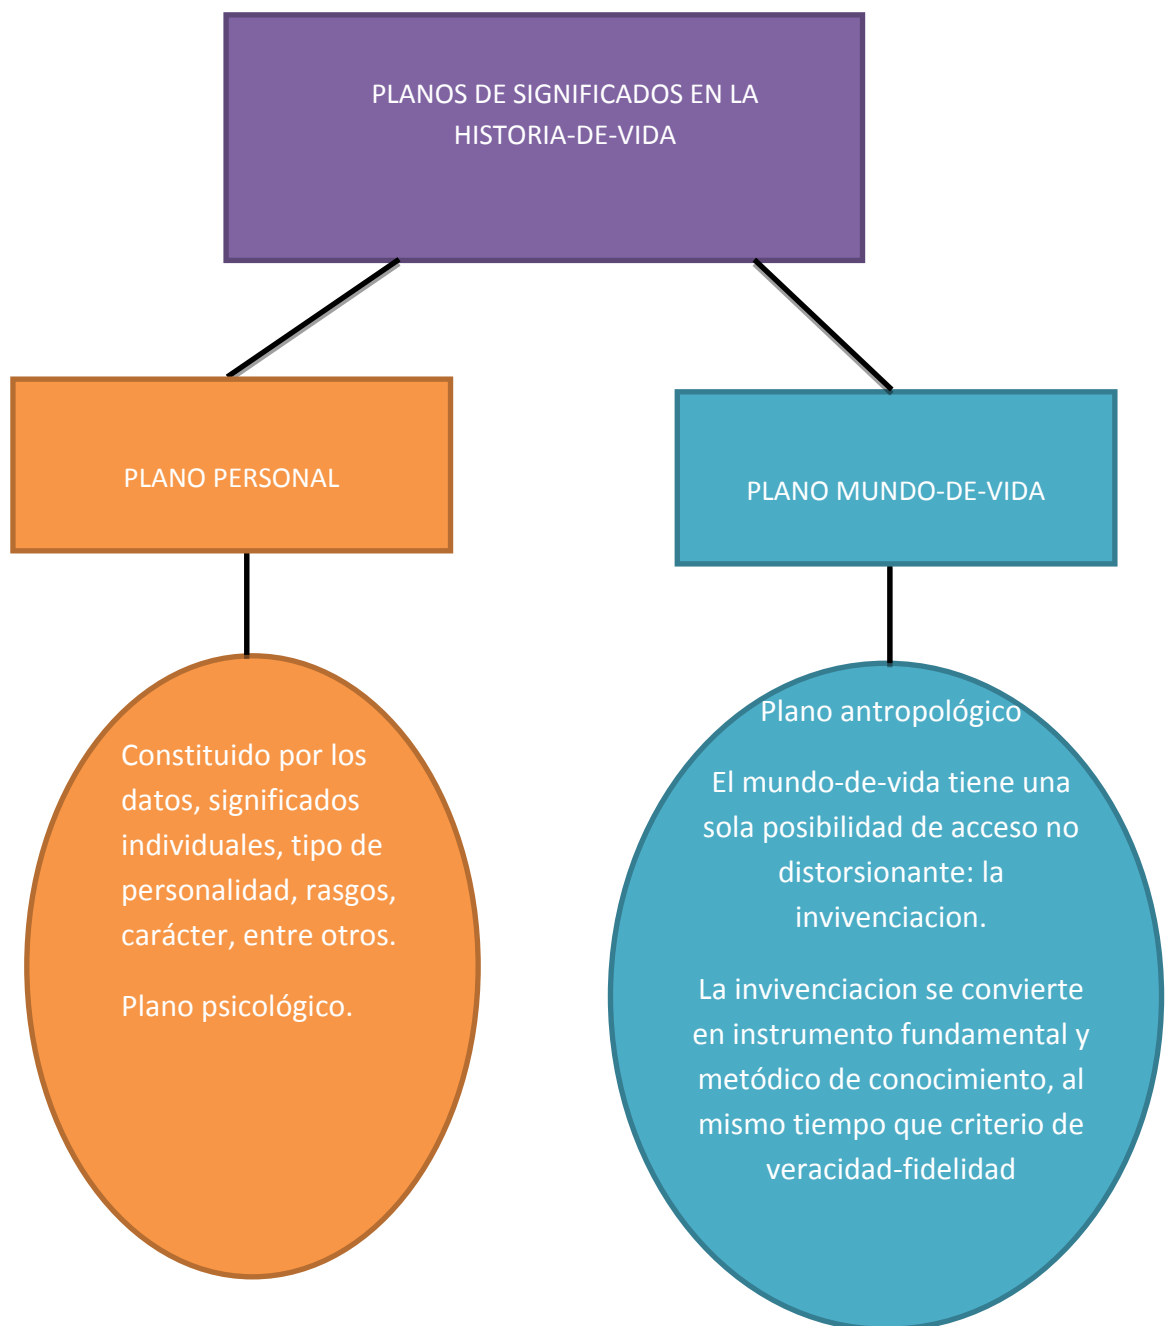 PLANOS DE SIGNIFICADOS EN LA
HISTORIA-DE-VIDA
PLANO PERSONAL
PLANO MUNDO-DE-VIDA
Constituido por los
datos, significados
individuales, tipo de
personalidad, rasgos,
carácter, entre otros.
Plano psicológico.
Plano antropológico
El mundo-de-vida tiene una
sola posibilidad de acceso no
distorsionante: la
invivenciacion.
La invivenciacion se convierte
en instrumento fundamental y
metódico de conocimiento, al
mismo tiempo que criterio de
veracidad-fidelidad